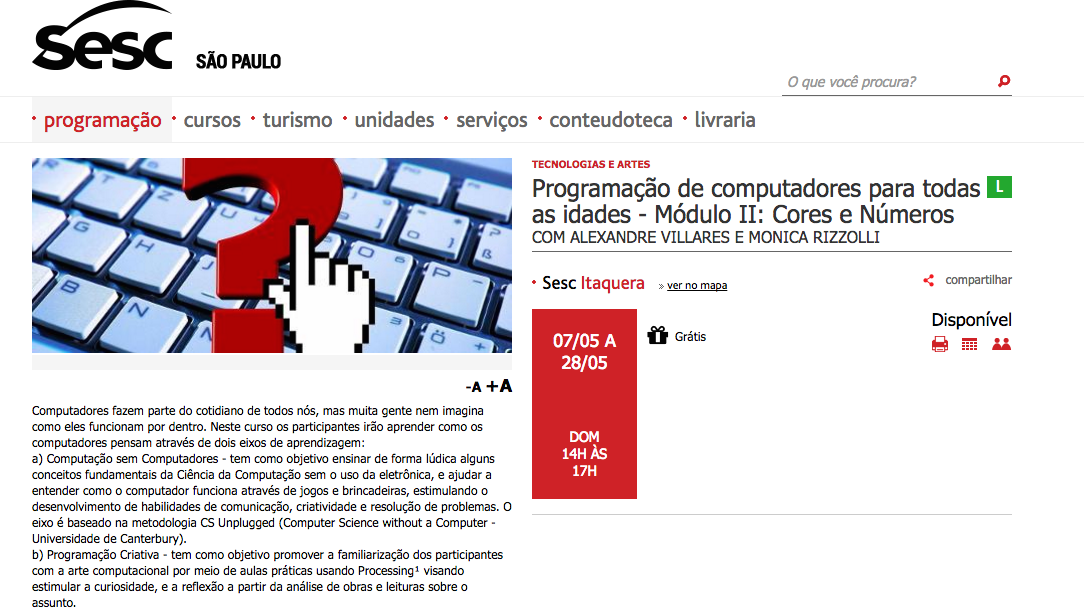 Sesc SÃO PAULO
O que você procura?
programação cursos turismo unidades serviços conteudoteca livraria
TECNOLOGIAS E ARTES
Programação de computadores para todas L
as idades - Módulo II: Cores e Números
COM ALEXANDRE VILLARES E MONICA RIZZOLLI
Sesc Itaquera » ver no mapa
compartilhar
07/05 A
28/05
DOM
14H ÀS
17H
Grátis
Disponível
-A +A
Computadores fazem parte do cotidiano de todos nós, mas muita gente nem imagina
como eles funcionam por dentro. Neste curso os participantes irão aprender como os
computadores pensam através de dois eixos de aprendizagem:
a) Computação sem Computadores - tem como objetivo ensinar de forma lúdica alguns
conceitos fundamentais da Ciência da Computação sem o uso da eletrônica, e ajudar a
entender como o computador funciona através de jogos e brincadeiras, estimulando o
desenvolvimento de habilidades de comunicação, criatividade e resolução de problemas. O
eixo é baseado na metodologia CS Unplugged (Computer Science without a Computer -
Universidade de Canterbury).
b) Programação Criativa - tem como objetivo promover a familiarização dos participantes
com a arte computacional por meio de aulas práticas usando Processing¹ visando
estimular a curiosidade, e a reflexão a partir da análise de obras e leituras sobre o
assunto.